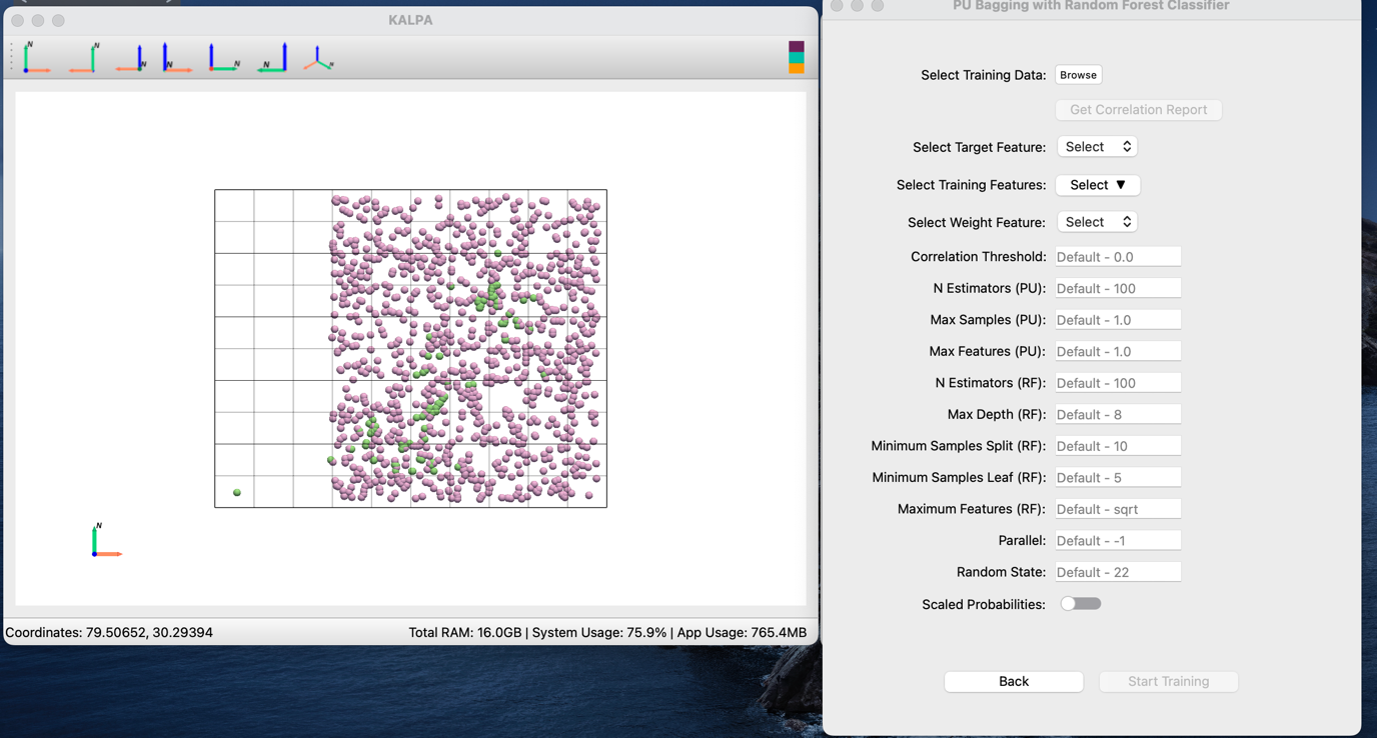 KALPA
N
N
N
N
N
N
N
N
Coordinates: 79.50652, 30.29394
Total RAM: 16.0GB | System Usage: 75.9% | App Usage: 765.4MB
PU Bagging with Random Forest Classifier
Select Training Data: Browse
Get Correlation Report
Select Target Feature: Select
Select Training Features: Select ▼
Select Weight Feature: Select
Correlation Threshold: Default - 0.0
N Estimators (PU): Default - 100
Max Samples (PU): Default - 1.0
Max Features (PU): Default - 1.0
N Estimators (RF): Default - 100
Max Depth (RF): Default - 8
Minimum Samples Split (RF): Default - 10
Minimum Samples Leaf (RF): Default - 5
Maximum Features (RF): Default - sqrt
Parallel: Default - -1
Random State: Default - 22
Scaled Probabilities:
Back
Start Training